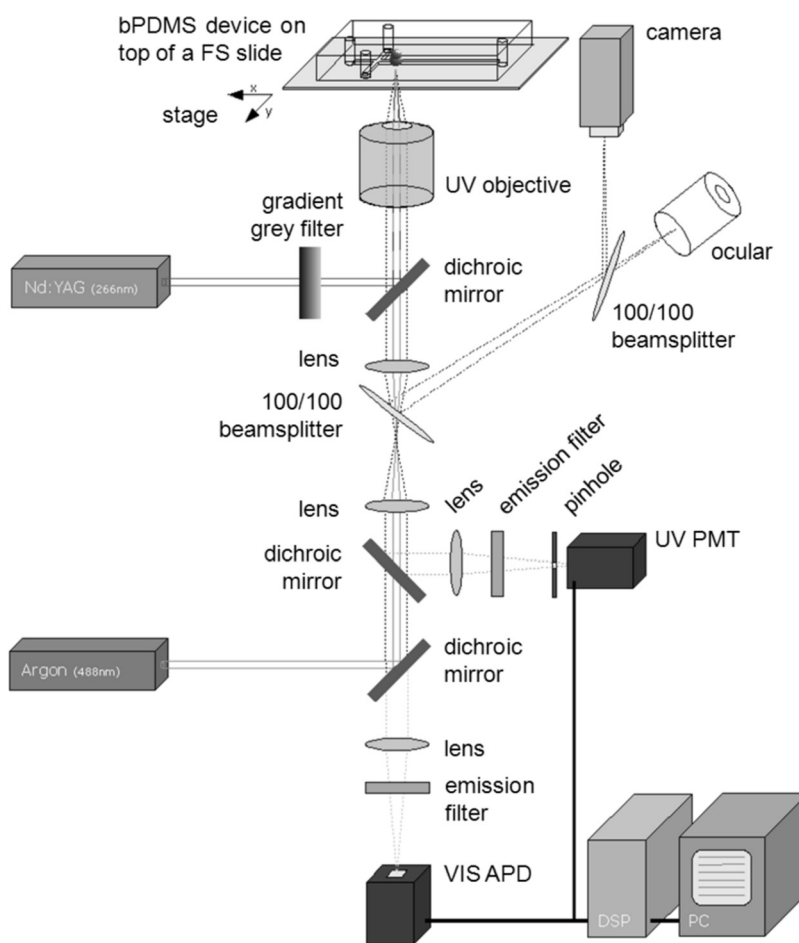 bPDMS device on
top of a FS slide
camera
x
y
stage
UV objective
gradient
grey filter
ocular
Nd:YAG (266nm)
dichroic
mirror
100/100
beamsplitter
lens
100/100
beamsplitter
lens
lens
emission filter
pinhole
UV PMT
dichroic
mirror
dichroic
mirror
Argon (488nm)
lens
emission
filter
VIS APD
DSP
PC